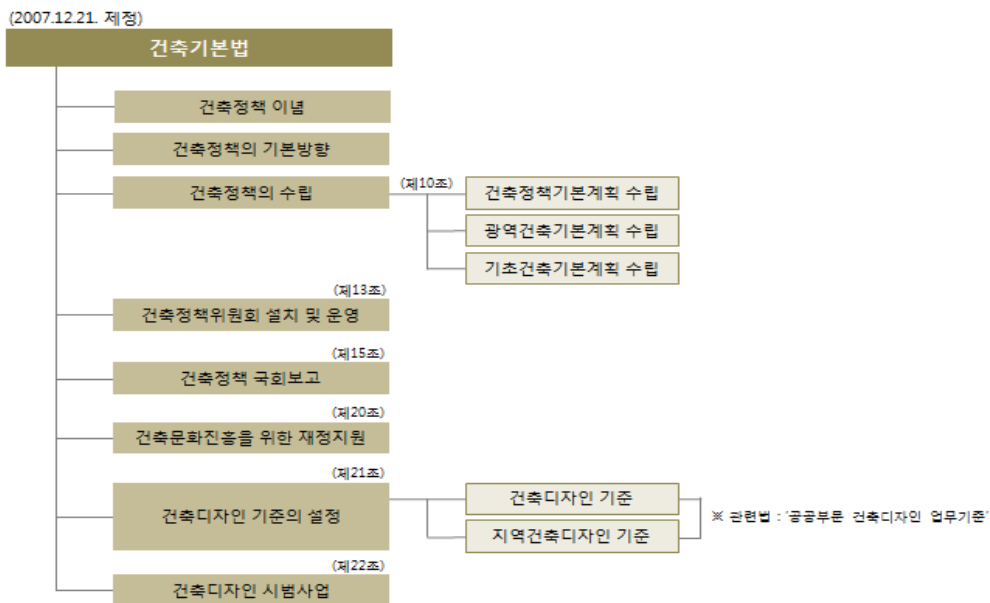 (2007.12.21. 제정)
건축기본법
건축정책 이념
건축정책의 기본방향
건축정책의 수립
(제10조)
건축정책기본계획 수립
광역건축기본계획 수립
기초건축기본계획 수립
(제13조)
건축정책위원회 설치 및 운영
(제15조)
건축정책 국회보고
(제20조)
건축문화진흥을 위한 재정지원
(제21조)
건축디자인 기준의 설정
건축디자인 기준
지역건축디자인 기준
※ 관련법 : '공공부문 건축디자인 업무기준'
(제22조)
건축디자인 시범사업